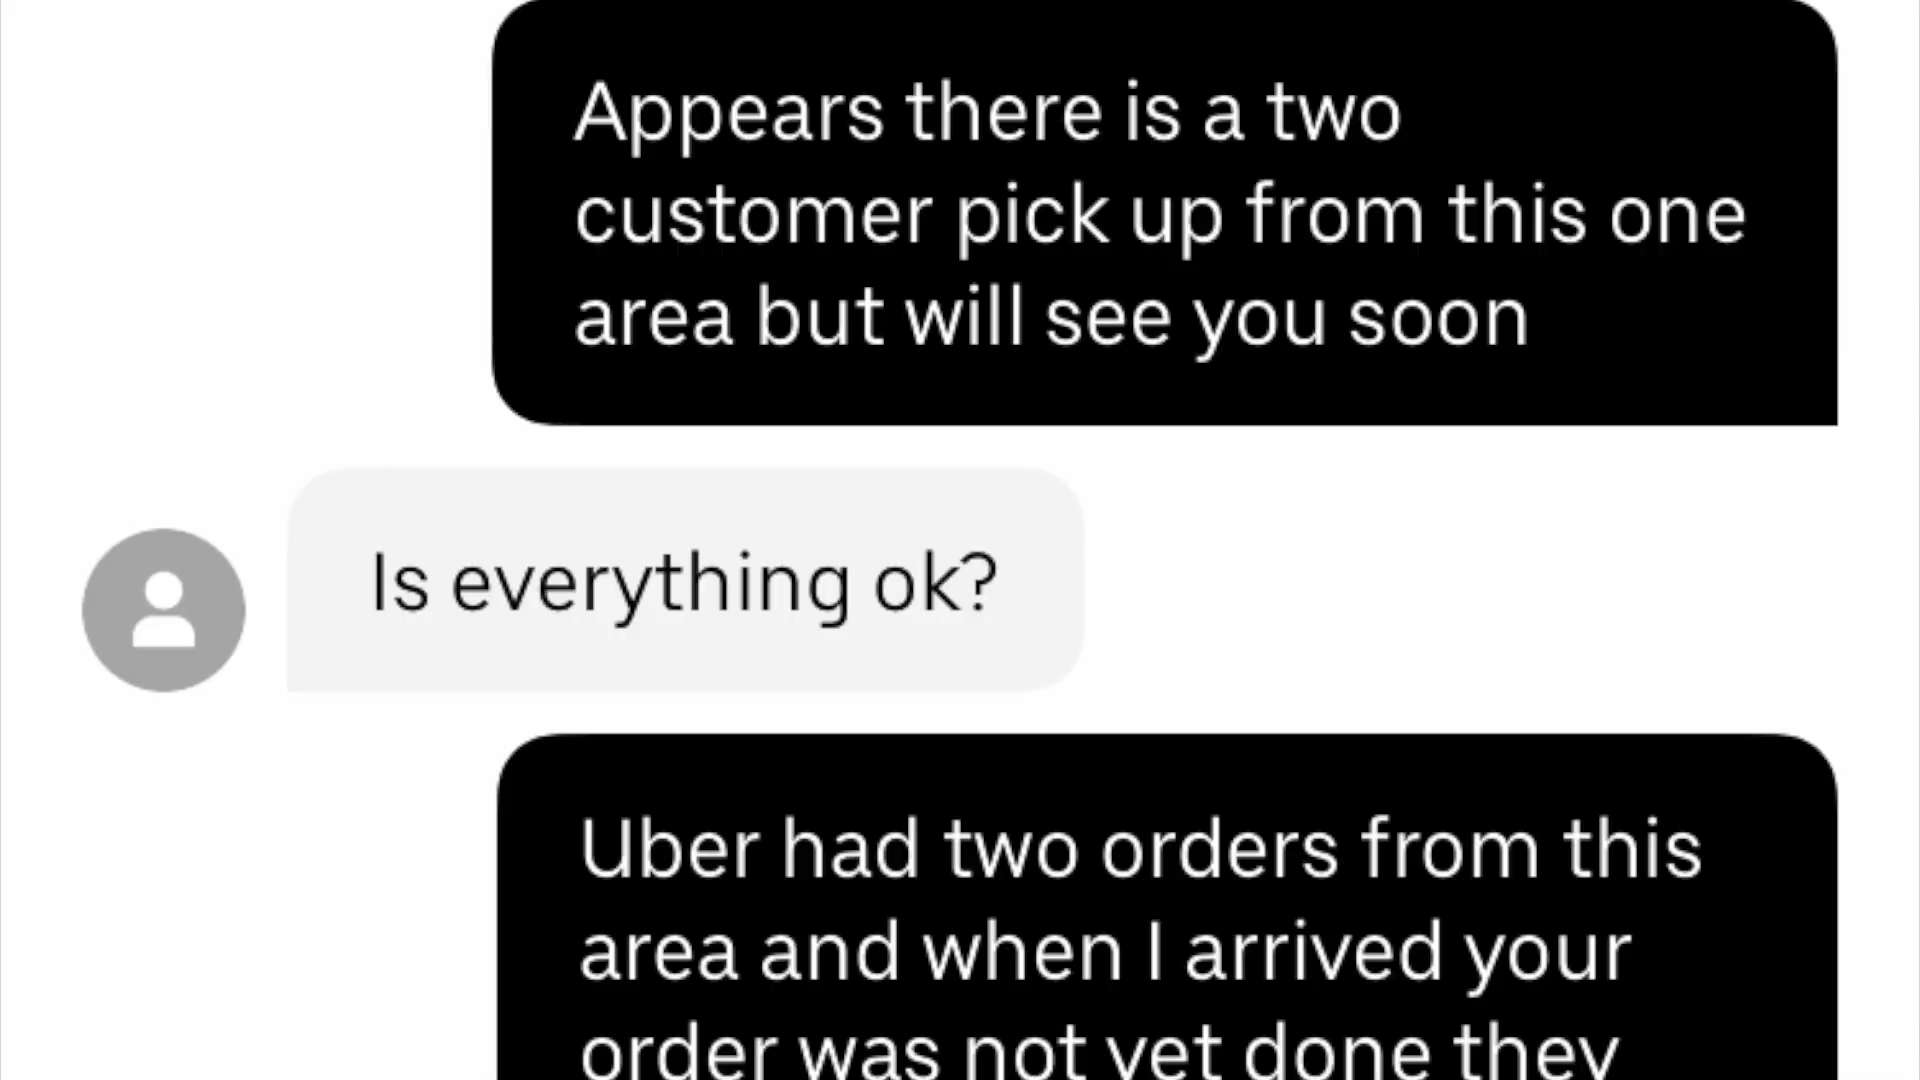 Appears there is a two
customer pick up from this one
area but will see you soon
Is everything ok?
Uber had two orders from this
area and when I arrived your
order was not yet done they